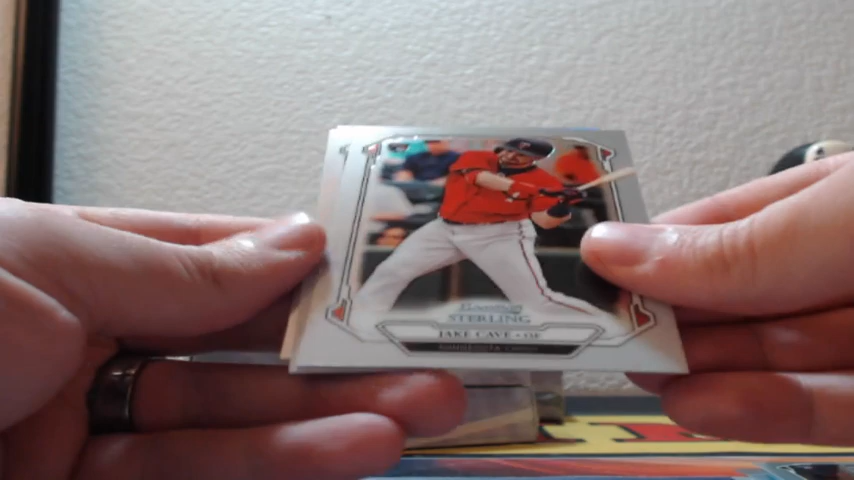 Bowman
STERLING
JAKE CAVE • OF
MINNESOTA TWINS